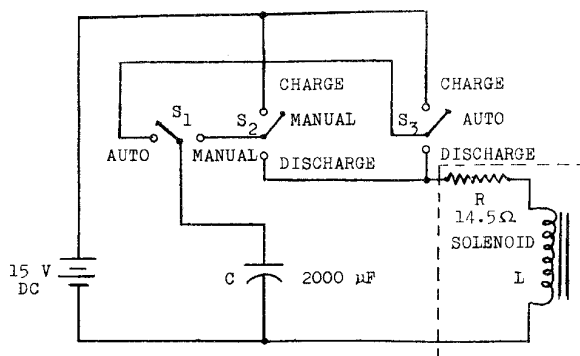 CHARGE
CHARGE
S1
S2
MANUAL
S3
AUTO
AUTO
MANUAL
DISCHARGE
DISCHARGE
R
14.5Ω
SOLENOID
15 V
DC
C
2000 µF
L